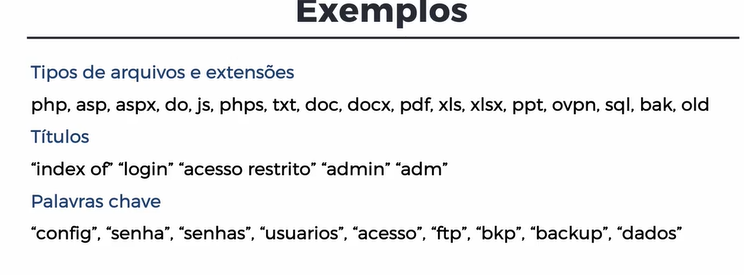 Exemplos
Tipos de arquivos e extensões
php, asp, aspx, do, js, phps, txt, doc, docx, pdf, xls, xlsx, ppt, ovpn, sql, bak, old
Títulos
“index of” “login” “acesso restrito” “admin” “adm”
Palavras chave
“config”, “senha”, “senhas”, “usuarios”, “acesso”, “ftp”, “bkp”, “backup”, “dados”